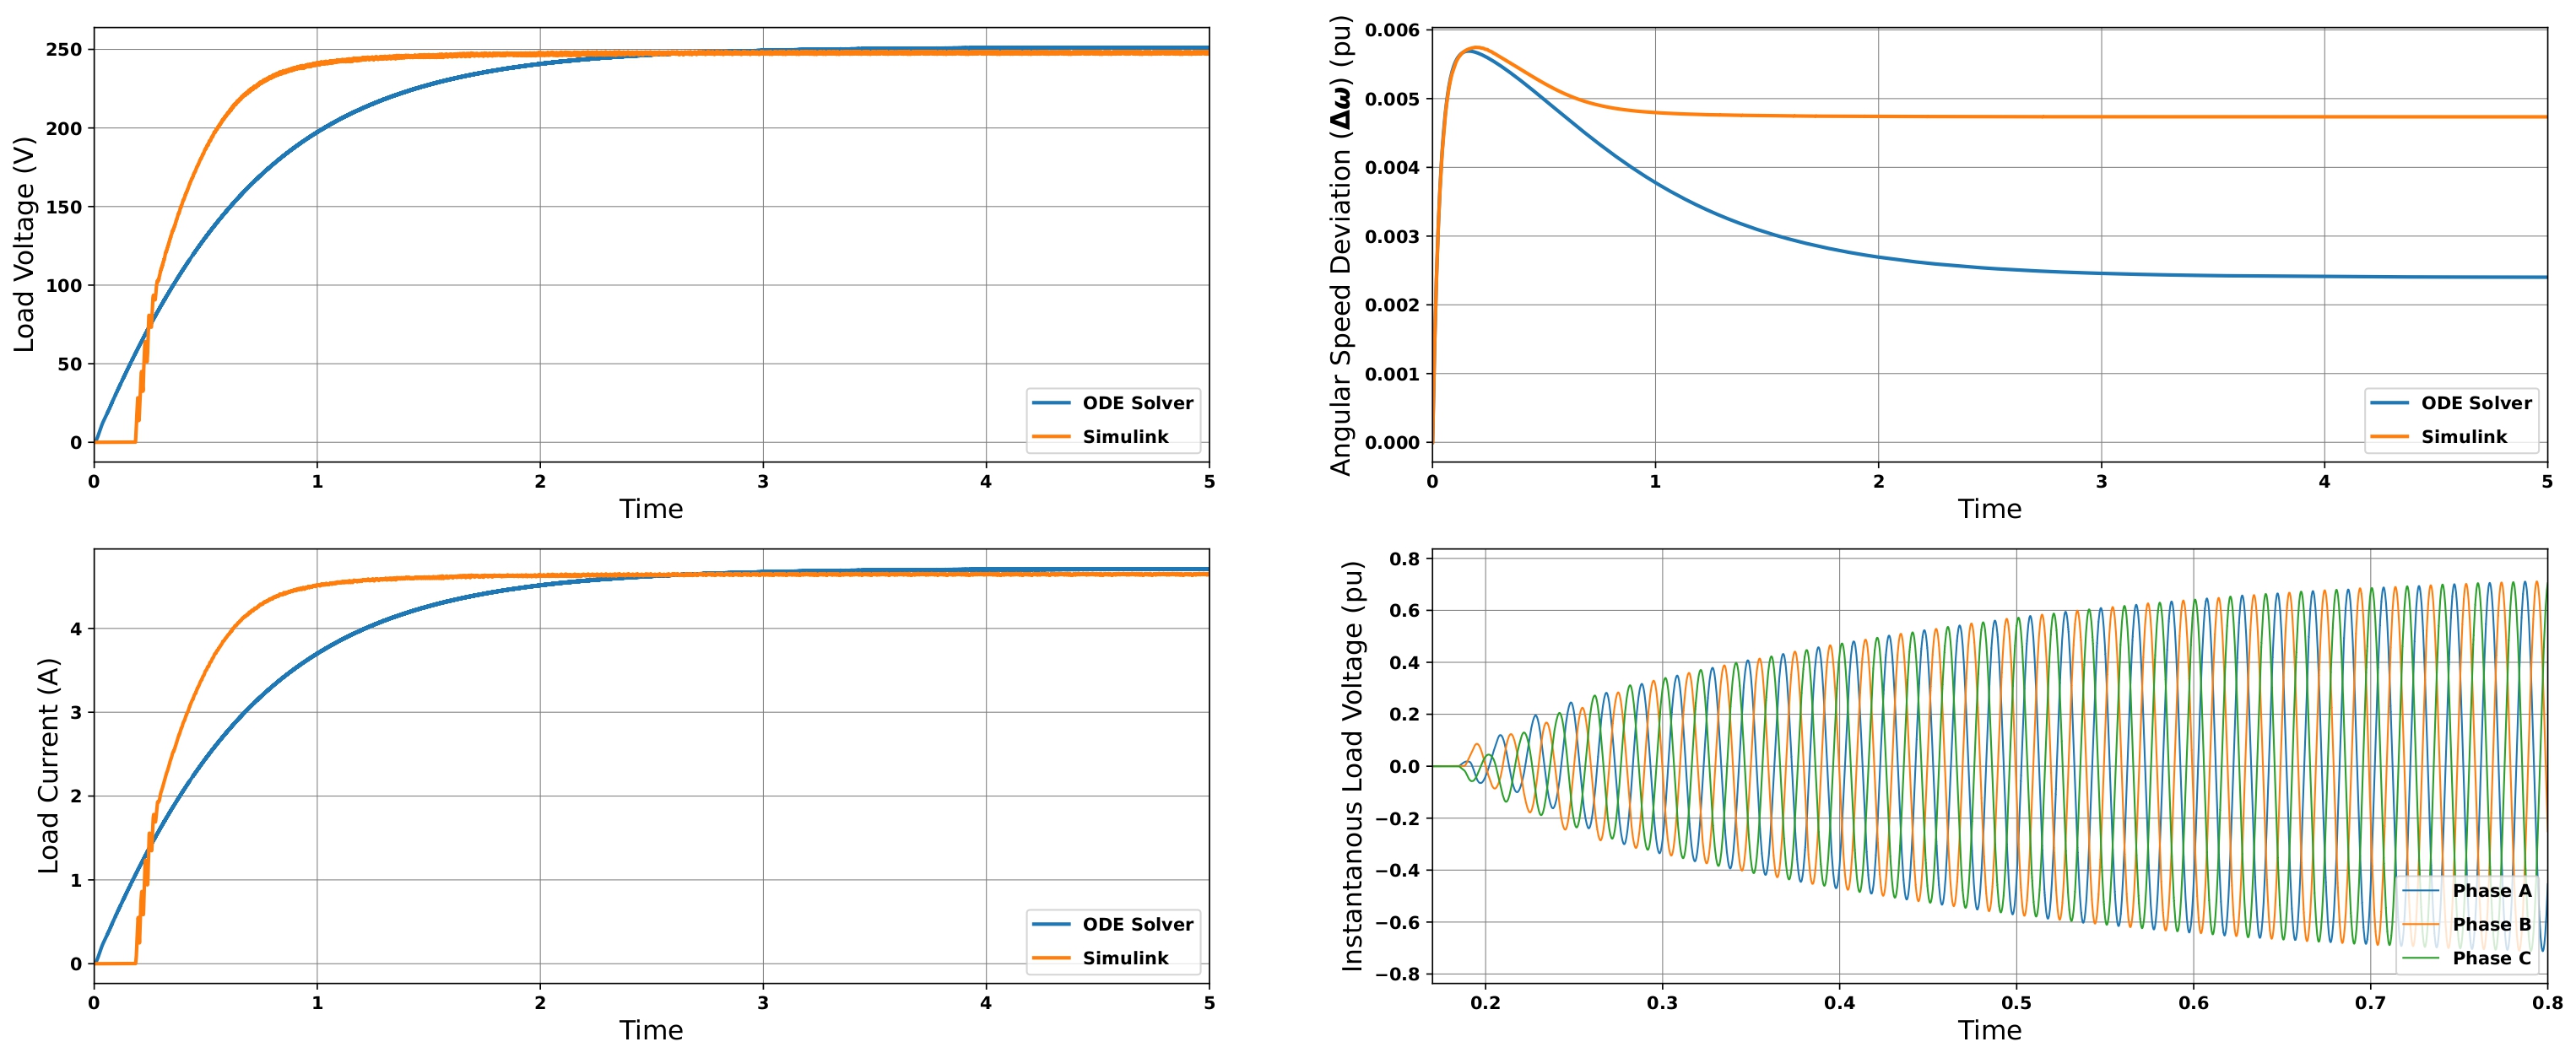 Load Voltage (V)
250
200
150
100
50
0
0 1 2 3 4 5
Time
ODE Solver
Simulink
Angular Speed Deviation (Δω) (pu)
0.006
0.005
0.004
0.003
0.002
0.001
0.000
0 1 2 3 4 5
Time
ODE Solver
Simulink
Load Current (A)
4
3
2
1
0
0 1 2 3 4 5
Time
ODE Solver
Simulink
Instantanous Load Voltage (pu)
0.8
0.6
0.4
0.2
0.0
−0.2
−0.4
−0.6
−0.8
0.2 0.3 0.4 0.5 0.6 0.7 0.8
Time
Phase A
Phase B
Phase C